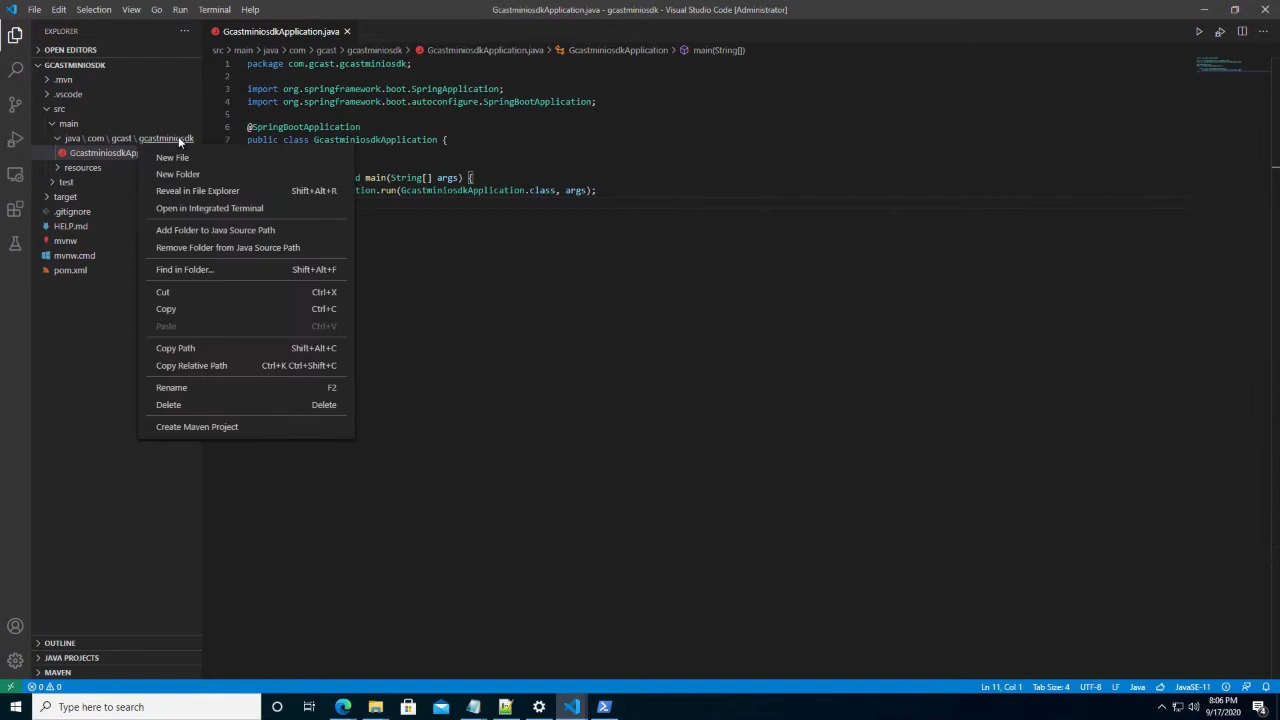 File Edit Selection View Go Run Terminal Help
GcastminiosdkApplication.java - gcastminiosdk - Visual Studio Code [Administrator]
EXPLORER
GcastminiosdkApplication.java
OPEN EDITORS
src > main > java > com > gcast > gcastminiosdk > GcastminiosdkApplication.java > GcastminiosdkApplication > main(String[])
GCASTMINIOSDK
.mvn
.vscode
src
main
java \ com \ gcast \ gcastminiosdk
GcastminiosdkApp
resources
test
target
.gitignore
HELP.md
mvnw
mvnw.cmd
pom.xml
1 package com.gcast.gcastminiosdk;
2
3 import org.springframework.boot.SpringApplication;
4 import org.springframework.boot.autoconfigure.SpringBootApplication;
5
6 @SpringBootApplication
7 public class GcastminiosdkApplication {
d main(String[] args) {
tion.run(GcastminiosdkApplication.class, args);
New File
New Folder
Reveal in File Explorer Shift+Alt+R
Open in Integrated Terminal
Add Folder to Java Source Path
Remove Folder from Java Source Path
Find in Folder... Shift+Alt+F
Cut Ctrl+X
Copy Ctrl+C
Paste Ctrl+V
Copy Path Shift+Alt+C
Copy Relative Path Ctrl+K Ctrl+Shift+C
Rename F2
Delete Delete
Create Maven Project
OUTLINE
JAVA PROJECTS
MAVEN
0 0
Ln 11, Col 1 Tab Size: 4 UTF-8 LF Java JavaSE-11
Type here to search
8:06 PM
9/17/2020